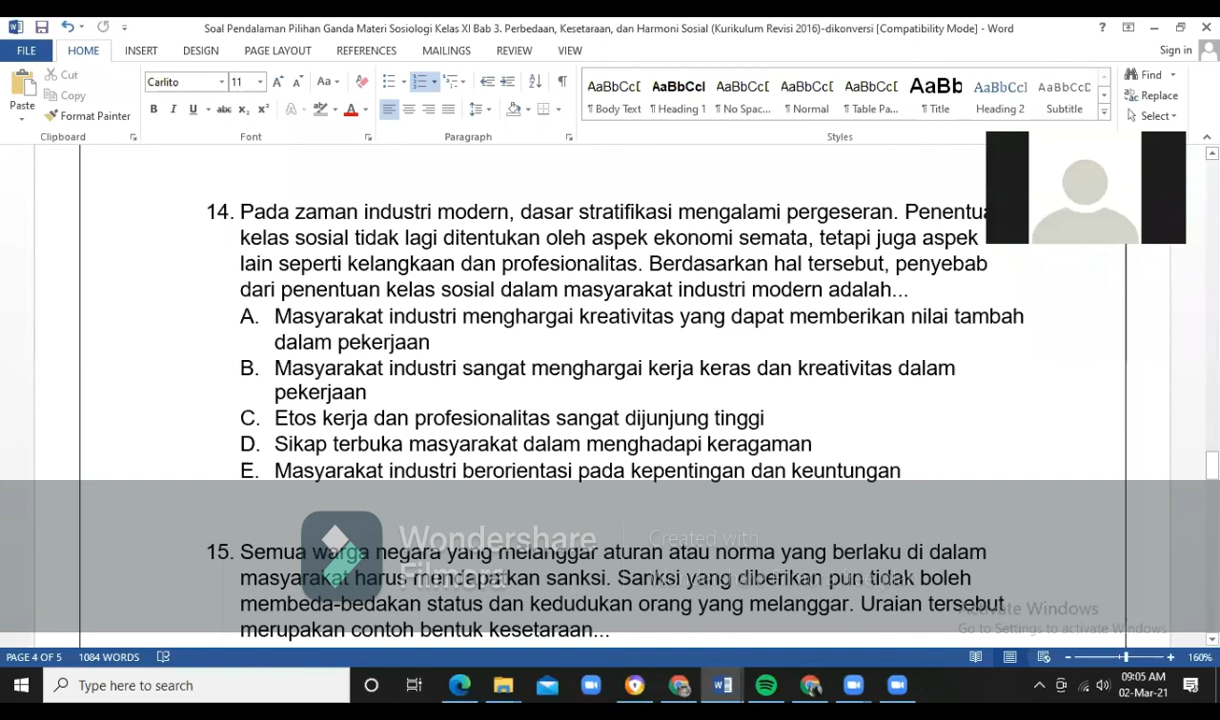 Soal Pendalaman Pilihan Ganda Materi Sosiologi Kelas XI Bab 3. Perbedaan, Kesetaraan, dan Harmoni Sosial (Kurikulum Revisi 2016)-dikonversi [Compatibility Mode] - Word
FILE HOME INSERT DESIGN PAGE LAYOUT REFERENCES MAILINGS REVIEW VIEW Sign in
Paste Cut Copy Format Painter
Carlito 11
AaBbCc[ AaBbCcI AaBbCc[ AaBbCc[ AaBbCc[ AaBb AaBbCcI AaBbCcD
¶ Body Text ¶ Heading 1 ¶ No Spac... ¶ Normal ¶ Table Pa... ¶ Title Heading 2 Subtitle
Find Replace Select
Clipboard Font Paragraph Styles
14. Pada zaman industri modern, dasar stratifikasi mengalami pergeseran. Penentua
kelas sosial tidak lagi ditentukan oleh aspek ekonomi semata, tetapi juga aspek
lain seperti kelangkaan dan profesionalitas. Berdasarkan hal tersebut, penyebab
dari penentuan kelas sosial dalam masyarakat industri modern adalah...
A. Masyarakat industri menghargai kreativitas yang dapat memberikan nilai tambah
dalam pekerjaan
B. Masyarakat industri sangat menghargai kerja keras dan kreativitas dalam
pekerjaan
C. Etos kerja dan profesionalitas sangat dijunjung tinggi
D. Sikap terbuka masyarakat dalam menghadapi keragaman
E. Masyarakat industri berorientasi pada kepentingan dan keuntungan
Wondershare
Filmora
Created with
15. Semua warga negara yang melanggar aturan atau norma yang berlaku di dalam
masyarakat harus mendapatkan sanksi. Sanksi yang diberikan pun tidak boleh
membeda-bedakan status dan kedudukan orang yang melanggar. Uraian tersebut
merupakan contoh bentuk kesetaraan...
Activate Windows
Go to Settings to activate Windows.
PAGE 4 OF 5 1084 WORDS 160%
Type here to search
09:05 AM
02-Mar-21